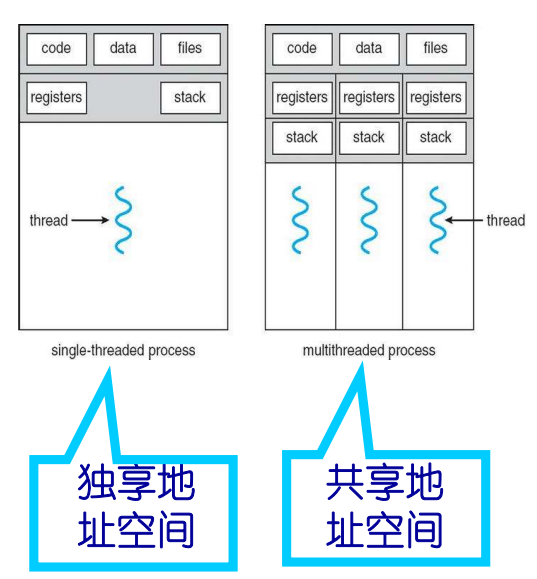 code data files
registers stack
thread
single-threaded process
code data files
registers registers registers
stack stack stack
thread
multithreaded process
独享地
址空间
共享地
址空间